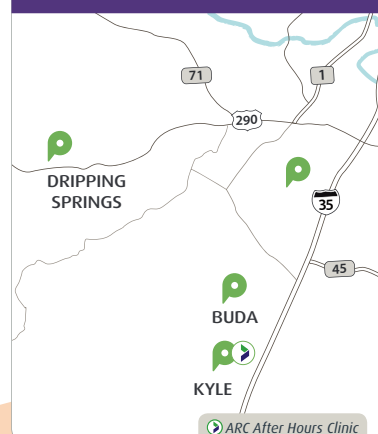 71
1
290
DRIPPING
SPRINGS
35
45
BUDA
KYLE
ARC After Hours Clinic